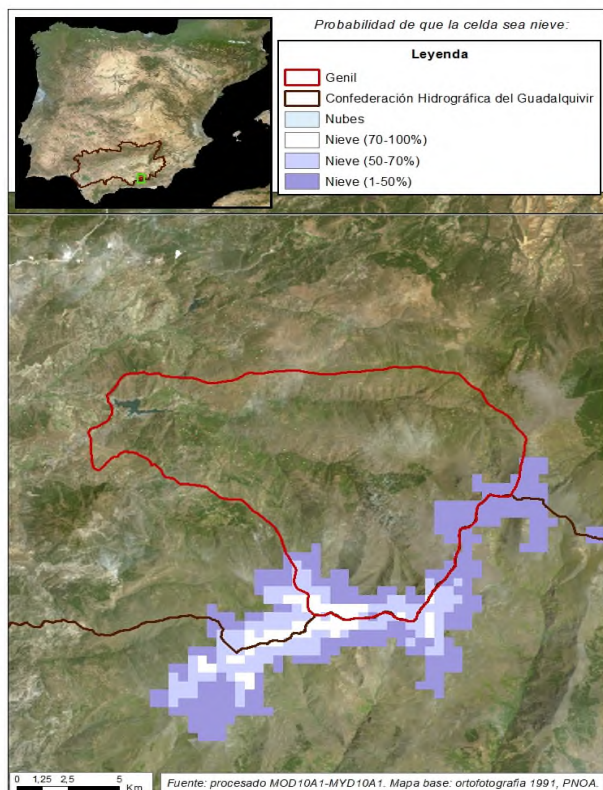 Probabilidad de que la celda sea nieve:
Leyenda
Genil
Confederación Hidrográfica del Guadalquivir
Nubes
Nieve (70-100%)
Nieve (50-70%)
Nieve (1-50%)
0 1,25 2,5 5
Km
Fuente: procesado MOD10A1-MYD10A1. Mapa base: ortofotografia 1991, PNOA.